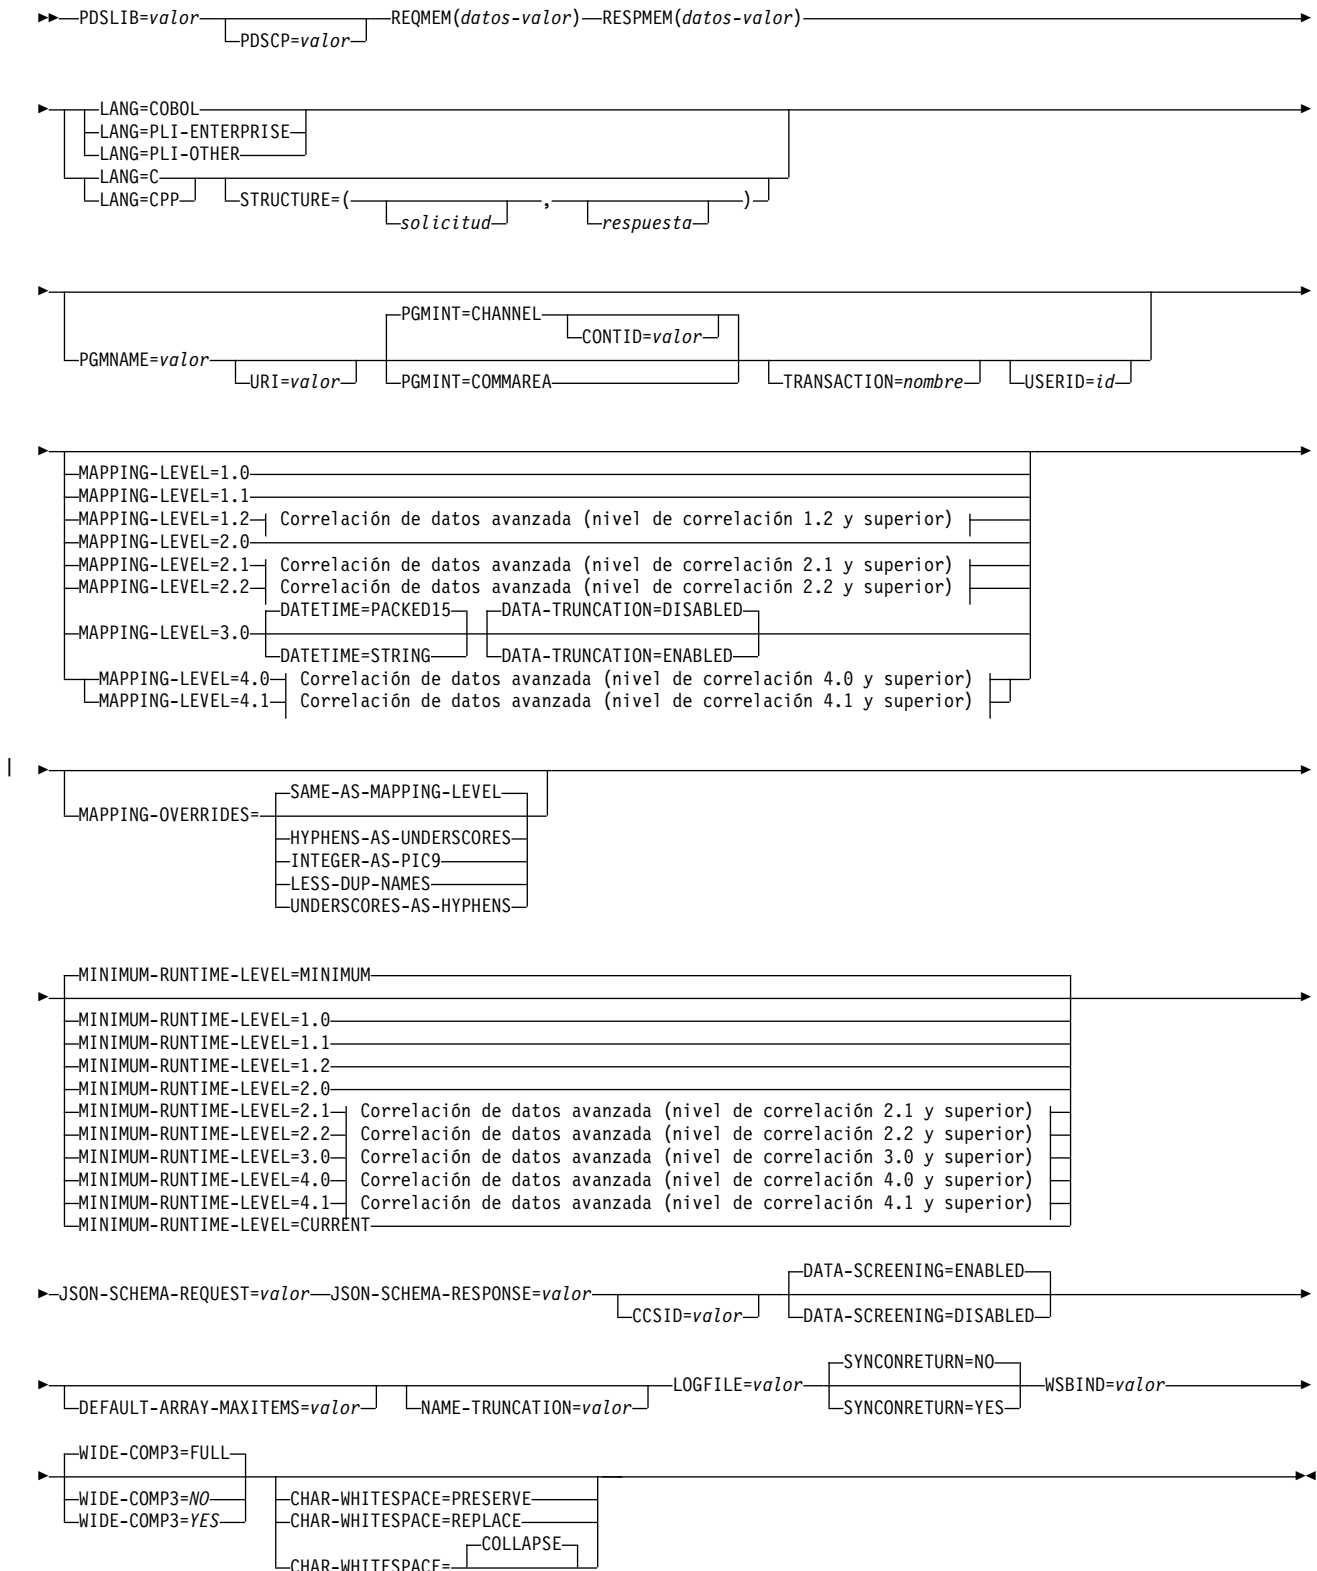 PDSLIB=valor REQMEM(datos-valor) RESPMEM(datos-valor)
PDSCP=valor
LANG=COBOL
LANG=PLI-ENTERPRISE
LANG=PLI-OTHER
LANG=C
LANG=CPP STRUCTURE=( , )
solicitud respuesta
PGMINT=CHANNEL
CONTID=valor
PGMNAME=valor
URI=valor PGMINT=COMMAREA TRANSACTION=nombre USERID=id
MAPPING-LEVEL=1.0
MAPPING-LEVEL=1.1
MAPPING-LEVEL=1.2 Correlación de datos avanzada (nivel de correlación 1.2 y superior)
MAPPING-LEVEL=2.0
MAPPING-LEVEL=2.1 Correlación de datos avanzada (nivel de correlación 2.1 y superior)
MAPPING-LEVEL=2.2 Correlación de datos avanzada (nivel de correlación 2.2 y superior)
DATETIME=PACKED15 DATA-TRUNCATION=DISABLED
MAPPING-LEVEL=3.0
DATETIME=STRING DATA-TRUNCATION=ENABLED
MAPPING-LEVEL=4.0 Correlación de datos avanzada (nivel de correlación 4.0 y superior)
MAPPING-LEVEL=4.1 Correlación de datos avanzada (nivel de correlación 4.1 y superior)
|
SAME-AS-MAPPING-LEVEL
MAPPING-OVERRIDES=
HYPHENS-AS-UNDERSCORES
INTEGER-AS-PIC9
LESS-DUP-NAMES
UNDERSCORES-AS-HYPHENS
MINIMUM-RUNTIME-LEVEL=MINIMUM
MINIMUM-RUNTIME-LEVEL=1.0
MINIMUM-RUNTIME-LEVEL=1.1
MINIMUM-RUNTIME-LEVEL=1.2
MINIMUM-RUNTIME-LEVEL=2.0
MINIMUM-RUNTIME-LEVEL=2.1 Correlación de datos avanzada (nivel de correlación 2.1 y superior)
MINIMUM-RUNTIME-LEVEL=2.2 Correlación de datos avanzada (nivel de correlación 2.2 y superior)
MINIMUM-RUNTIME-LEVEL=3.0 Correlación de datos avanzada (nivel de correlación 3.0 y superior)
MINIMUM-RUNTIME-LEVEL=4.0 Correlación de datos avanzada (nivel de correlación 4.0 y superior)
MINIMUM-RUNTIME-LEVEL=4.1 Correlación de datos avanzada (nivel de correlación 4.1 y superior)
MINIMUM-RUNTIME-LEVEL=CURRENT
DATA-SCREENING=ENABLED
JSON-SCHEMA-REQUEST=valor JSON-SCHEMA-RESPONSE=valor
CCSID=valor DATA-SCREENING=DISABLED
SYNCONRETURN=NO
LOGFILE=valor WSBIND=valor
DEFAULT-ARRAY-MAXITEMS=valor NAME-TRUNCATION=valor SYNCONRETURN=YES
WIDE-COMP3=FULL
WIDE-COMP3=NO CHAR-WHITESPACE=PRESERVE
WIDE-COMP3=YES CHAR-WHITESPACE=REPLACE
COLLAPSE
CHAR-WHITESPACE=